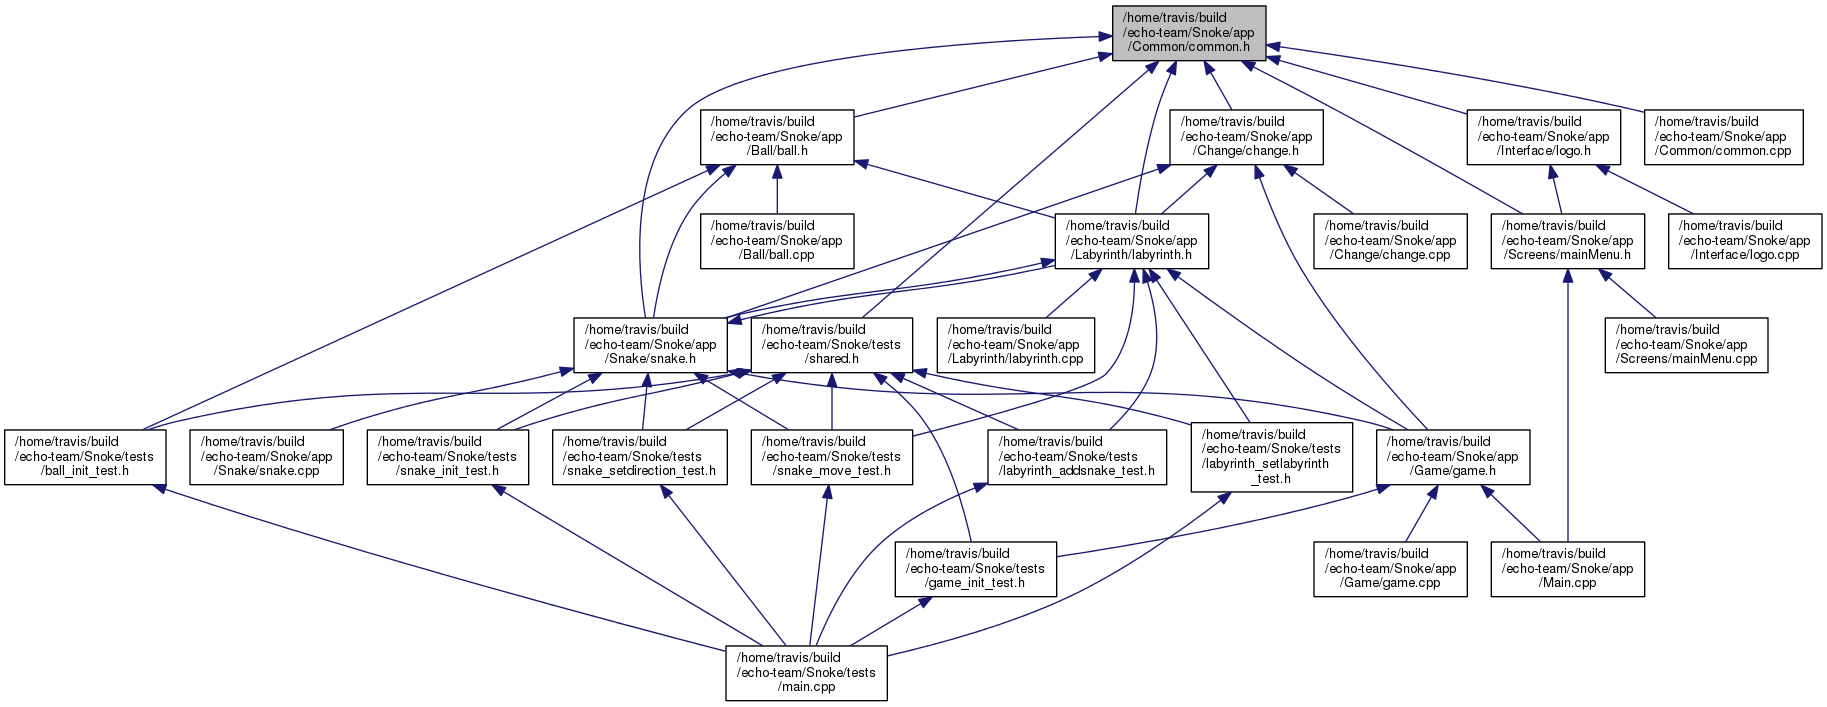 /home/travis/build
/echo-team/Snoke/app
/Common/common.h
/home/travis/build
/echo-team/Snoke/app
/Ball/ball.h
/home/travis/build
/echo-team/Snoke/app
/Change/change.h
/home/travis/build
/echo-team/Snoke/app
/Interface/logo.h
/home/travis/build
/echo-team/Snoke/app
/Common/common.cpp
/home/travis/build
/echo-team/Snoke/app
/Ball/ball.cpp
/home/travis/build
/echo-team/Snoke/app
/Labyrinth/labyrinth.h
/home/travis/build
/echo-team/Snoke/app
/Change/change.cpp
/home/travis/build
/echo-team/Snoke/app
/Screens/mainMenu.h
/home/travis/build
/echo-team/Snoke/app
/Interface/logo.cpp
/home/travis/build
/echo-team/Snoke/app
/Snake/snake.h
/home/travis/build
/echo-team/Snoke/tests
/shared.h
/home/travis/build
/echo-team/Snoke/app
/Labyrinth/labyrinth.cpp
/home/travis/build
/echo-team/Snoke/app
/Screens/mainMenu.cpp
/home/travis/build
/echo-team/Snoke/tests
/ball_init_test.h
/home/travis/build
/echo-team/Snoke/app
/Snake/snake.cpp
/home/travis/build
/echo-team/Snoke/tests
/snake_init_test.h
/home/travis/build
/echo-team/Snoke/tests
/snake_setdirection_test.h
/home/travis/build
/echo-team/Snoke/tests
/snake_move_test.h
/home/travis/build
/echo-team/Snoke/tests
/labyrinth_addsnake_test.h
/home/travis/build
/echo-team/Snoke/tests
/labyrinth_setlabyrinth
_test.h
/home/travis/build
/echo-team/Snoke/app
/Game/game.h
/home/travis/build
/echo-team/Snoke/tests
/game_init_test.h
/home/travis/build
/echo-team/Snoke/app
/Game/game.cpp
/home/travis/build
/echo-team/Snoke/app
/Main.cpp
/home/travis/build
/echo-team/Snoke/tests
/main.cpp